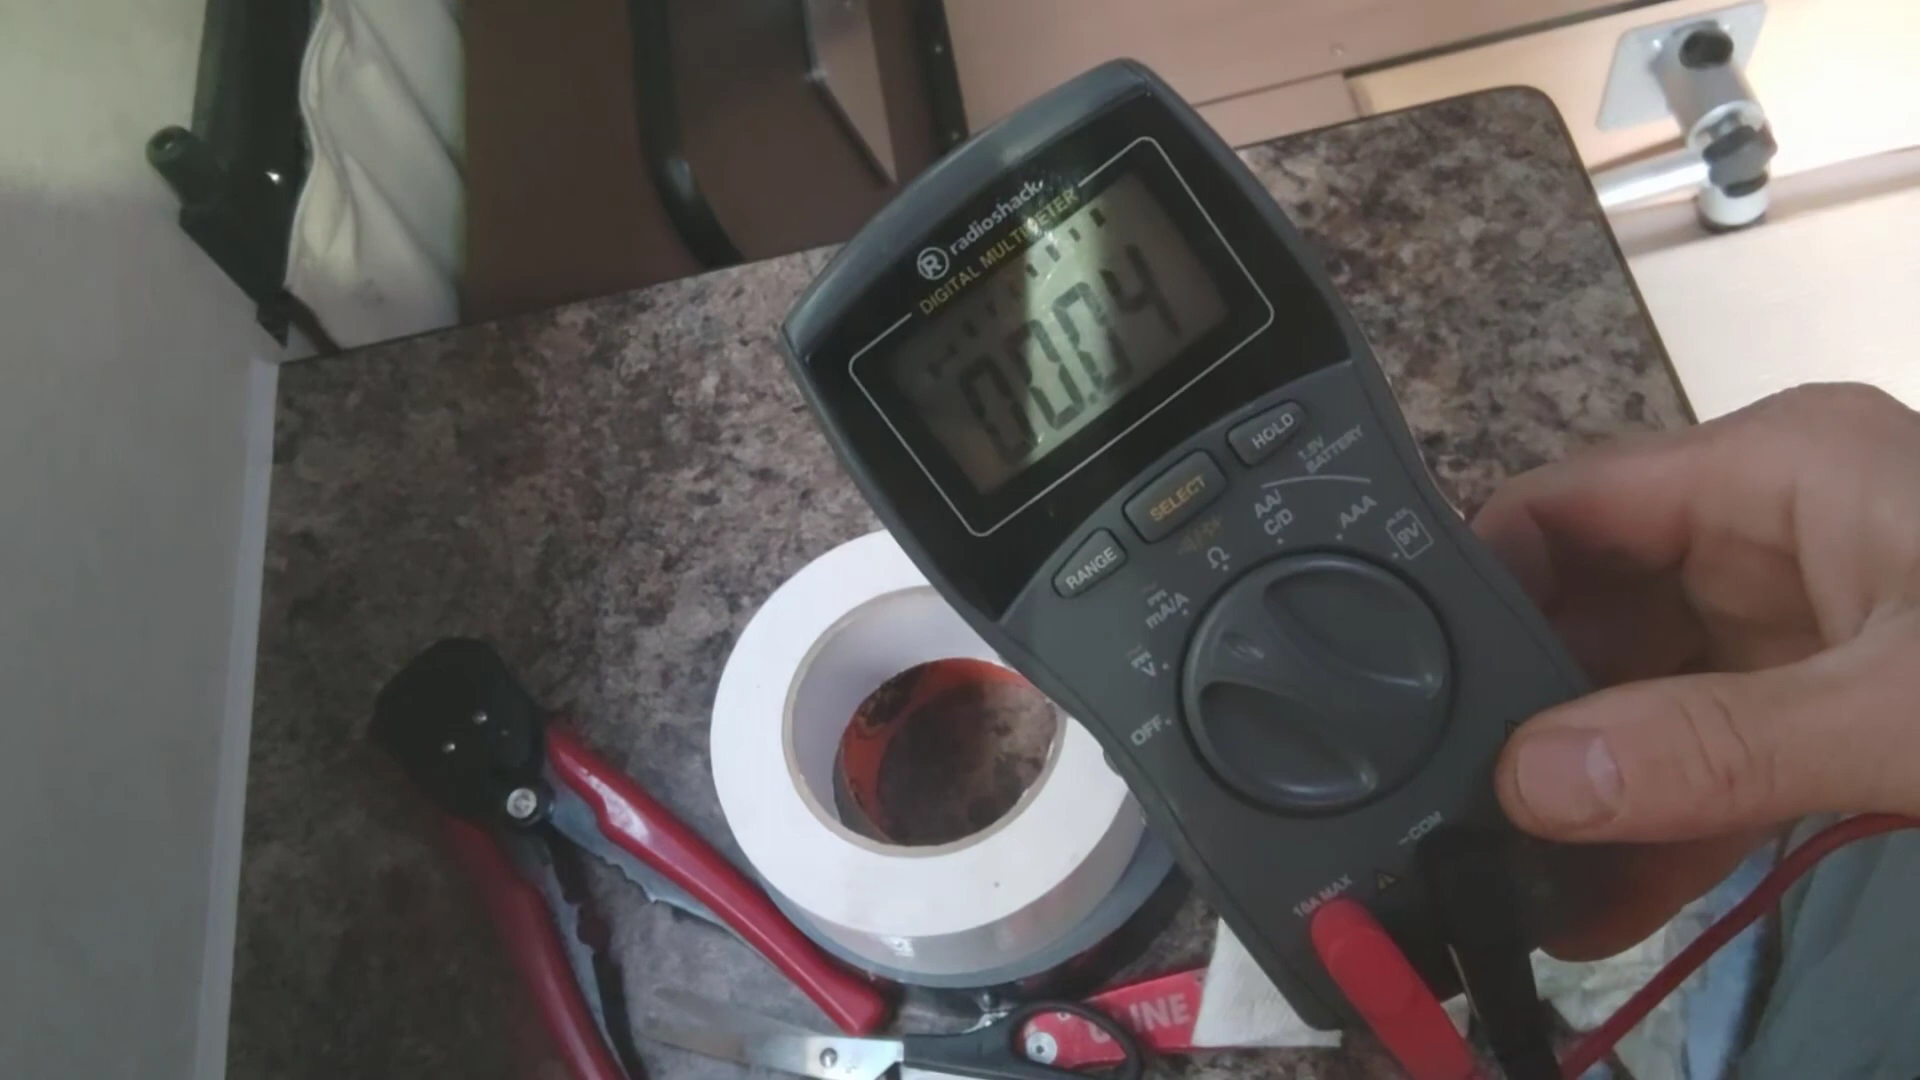 radioshack
DIGITAL MULTIMETER
00.04
HOLD
SELECT
RANGE
1.5V
BATTERY
AA/
C/D
AAA
9V
Ω
mA/A
V
OFF
COM
10A MAX
LINE